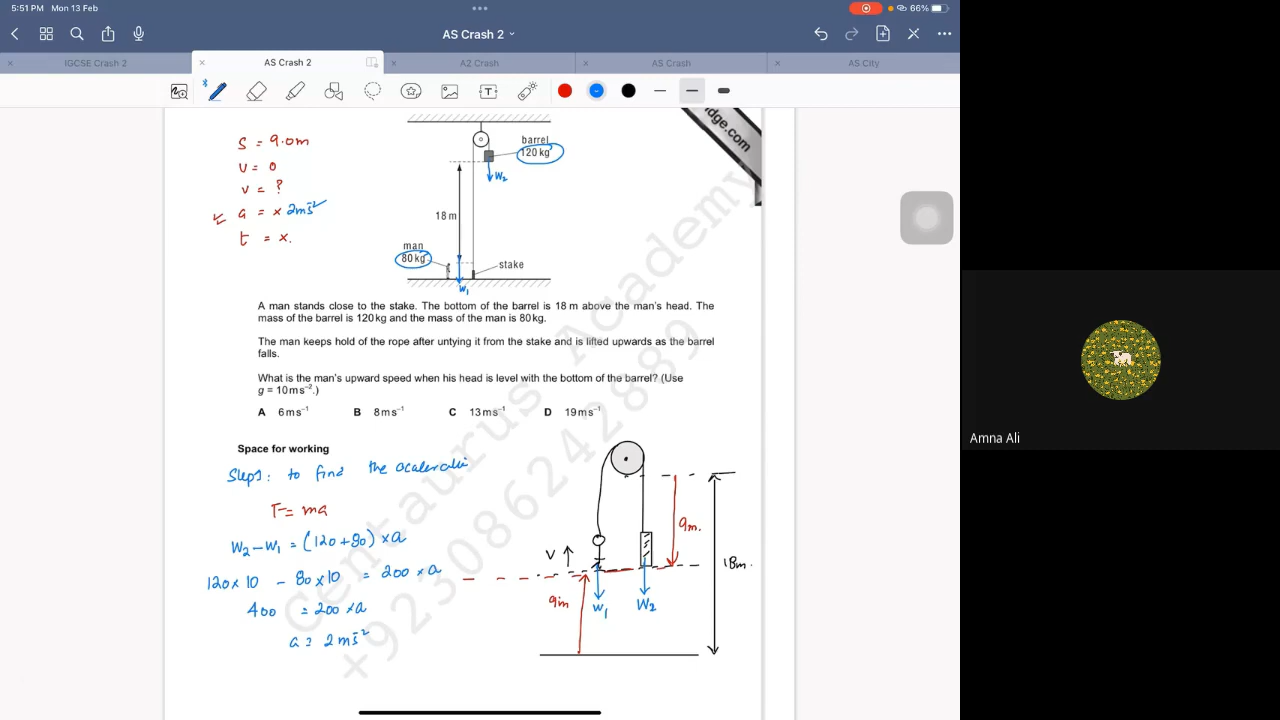 5:51 PM Mon 13 Feb
66%
AS Crash 2
IGCSE Crash 2
AS Crash 2
A2 Crash
AS Crash
AS City
S = 9.0m
U = 0
v = ?
a = x 2ms⁻²
t = x.
barrel
120 kg
W2
18 m
man
80 kg
stake
W1
dge.com
A man stands close to the stake. The bottom of the barrel is 18 m above the man's head. The
mass of the barrel is 120 kg and the mass of the man is 80 kg.
The man keeps hold of the rope after untying it from the stake and is lifted upwards as the barrel
falls.
What is the man's upward speed when his head is level with the bottom of the barrel? (Use
g = 10 m s⁻².)
A 6 m s⁻¹ B 8 m s⁻¹ C 13 m s⁻¹ D 19 m s⁻¹
Space for working
Step1: to find the
F = ma
W2 - W1 = (120+80) × a
120×10 - 80×10 = 200 × a
400 = 200 × a
a = 2 ms⁻²
9m.
18m.
V
9m
W1
W2
Centaurus Academy
+923086242889
Amna Ali